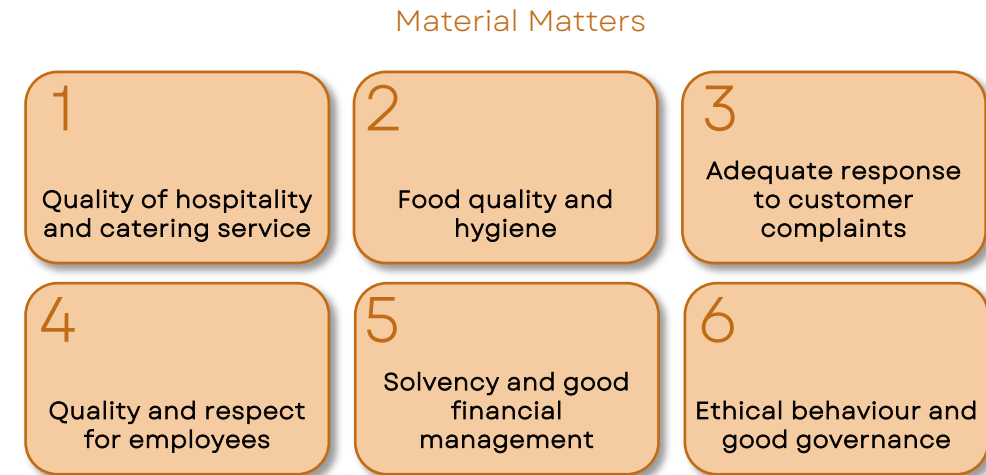 Material Matters
1
Quality of hospitality
and catering service
2
Food quality and
hygiene
3
Adequate response
to customer
complaints
4
Quality and respect
for employees
5
Solvency and good
financial
management
6
Ethical behaviour and
good governance